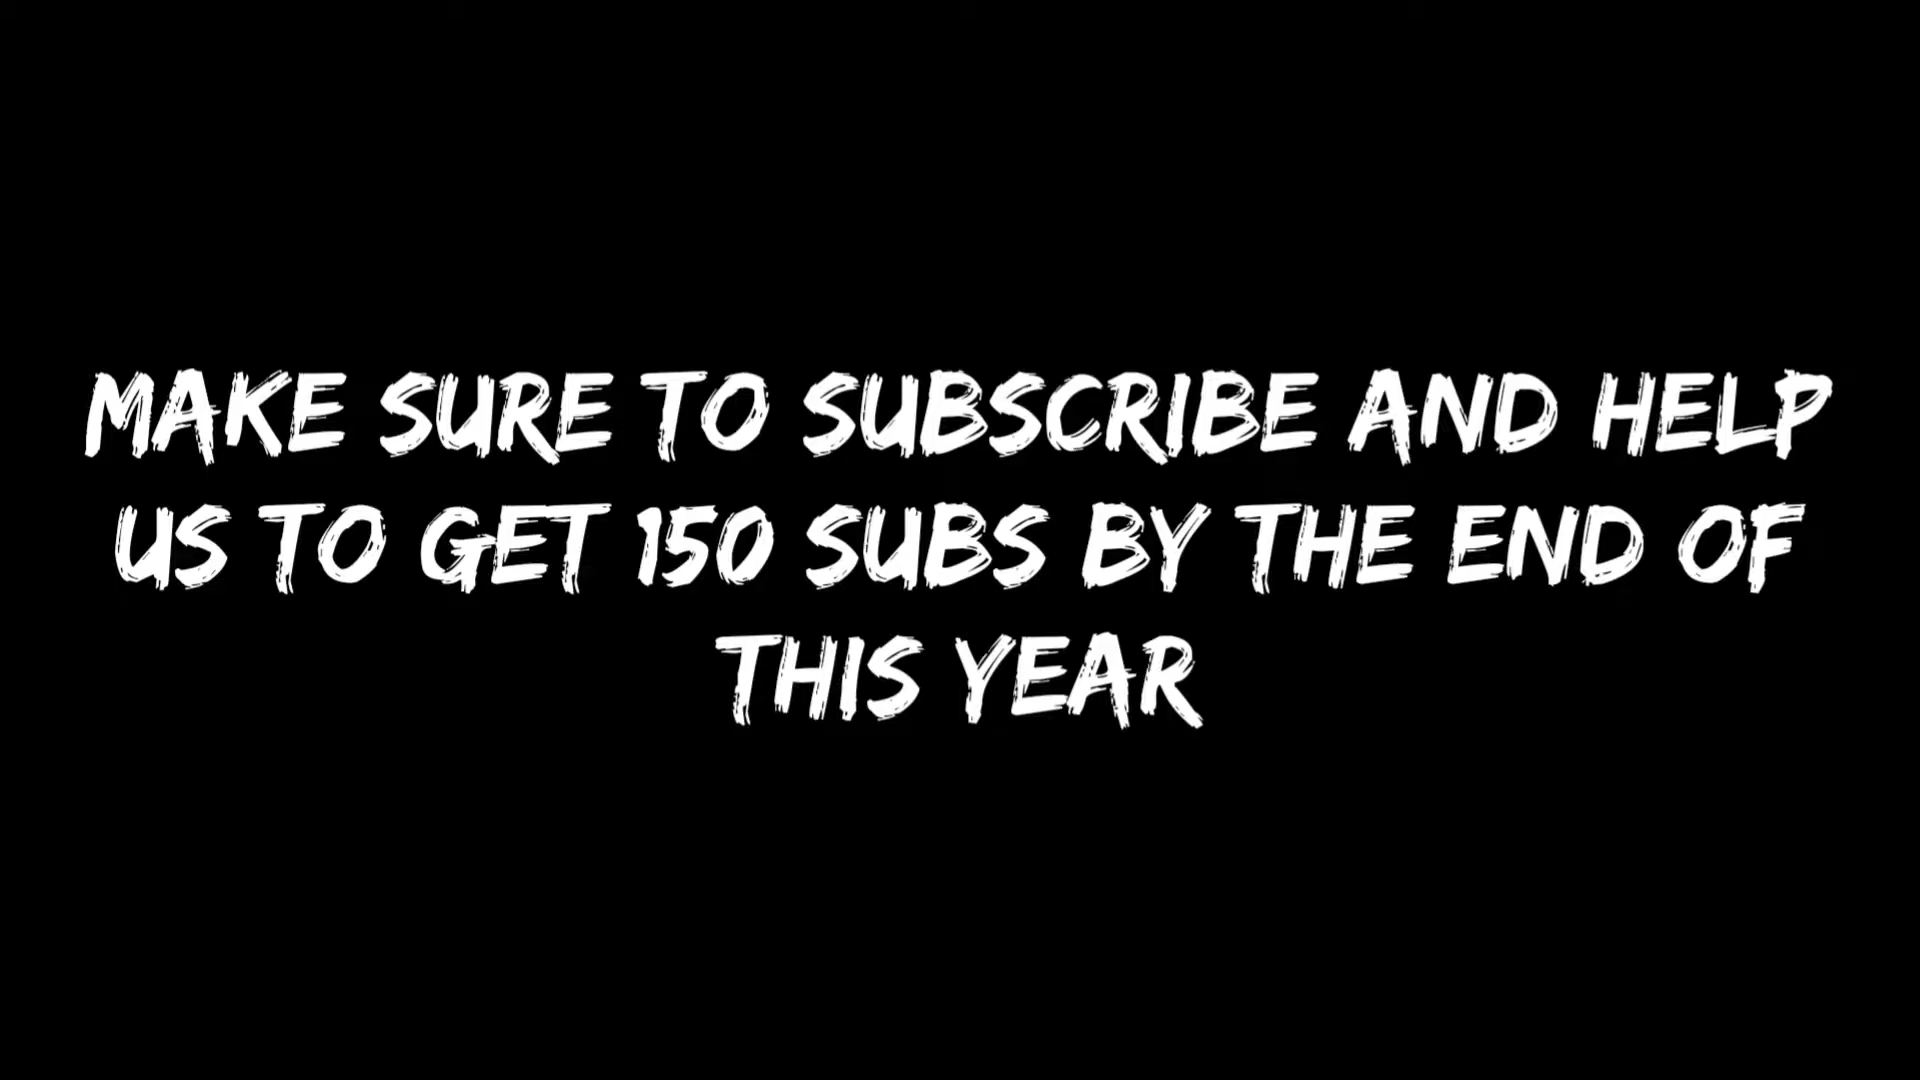 MAKE SURE TO SUBSCRIBE AND HELP
US TO GET 150 SUBS BY THE END OF
THIS YEAR